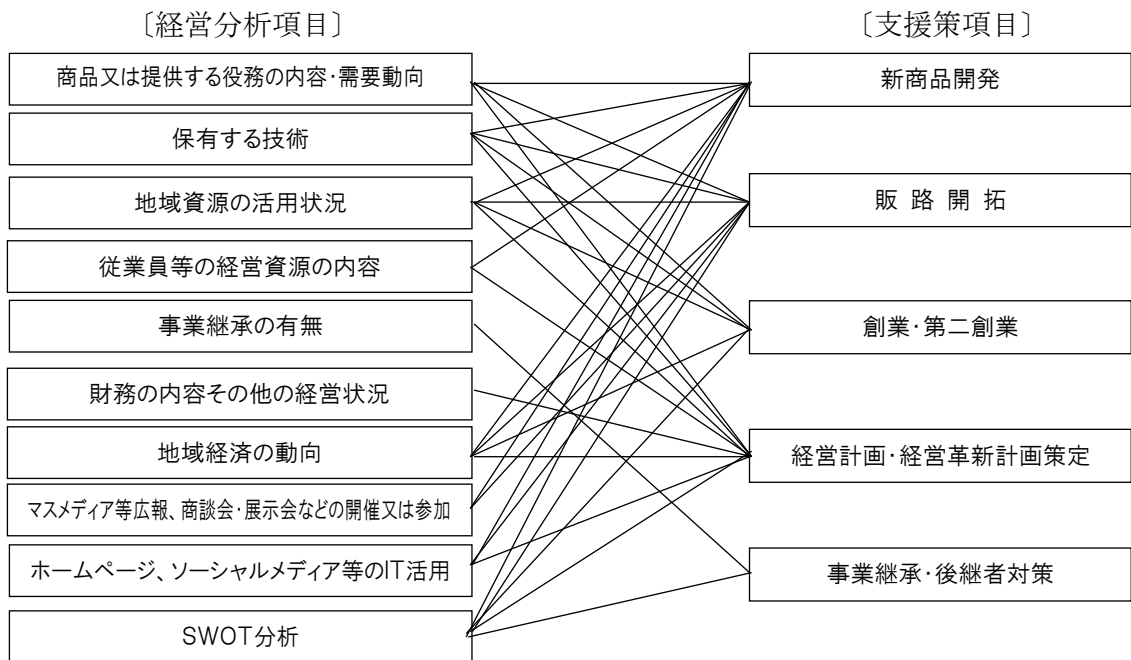 〔経営分析項目〕
〔支援策項目〕
商品又は提供する役務の内容・需要動向
新商品開発
保有する技術
地域資源の活用状況
販 路 開 拓
従業員等の経営資源の内容
事業継承の有無
創業・第二創業
財務の内容その他の経営状況
地域経済の動向
経営計画・経営革新計画策定
マスメディア等広報、商談会・展示会などの開催又は参加
ホームページ、ソーシャルメディア等のIT活用
事業継承・後継者対策
SWOT分析